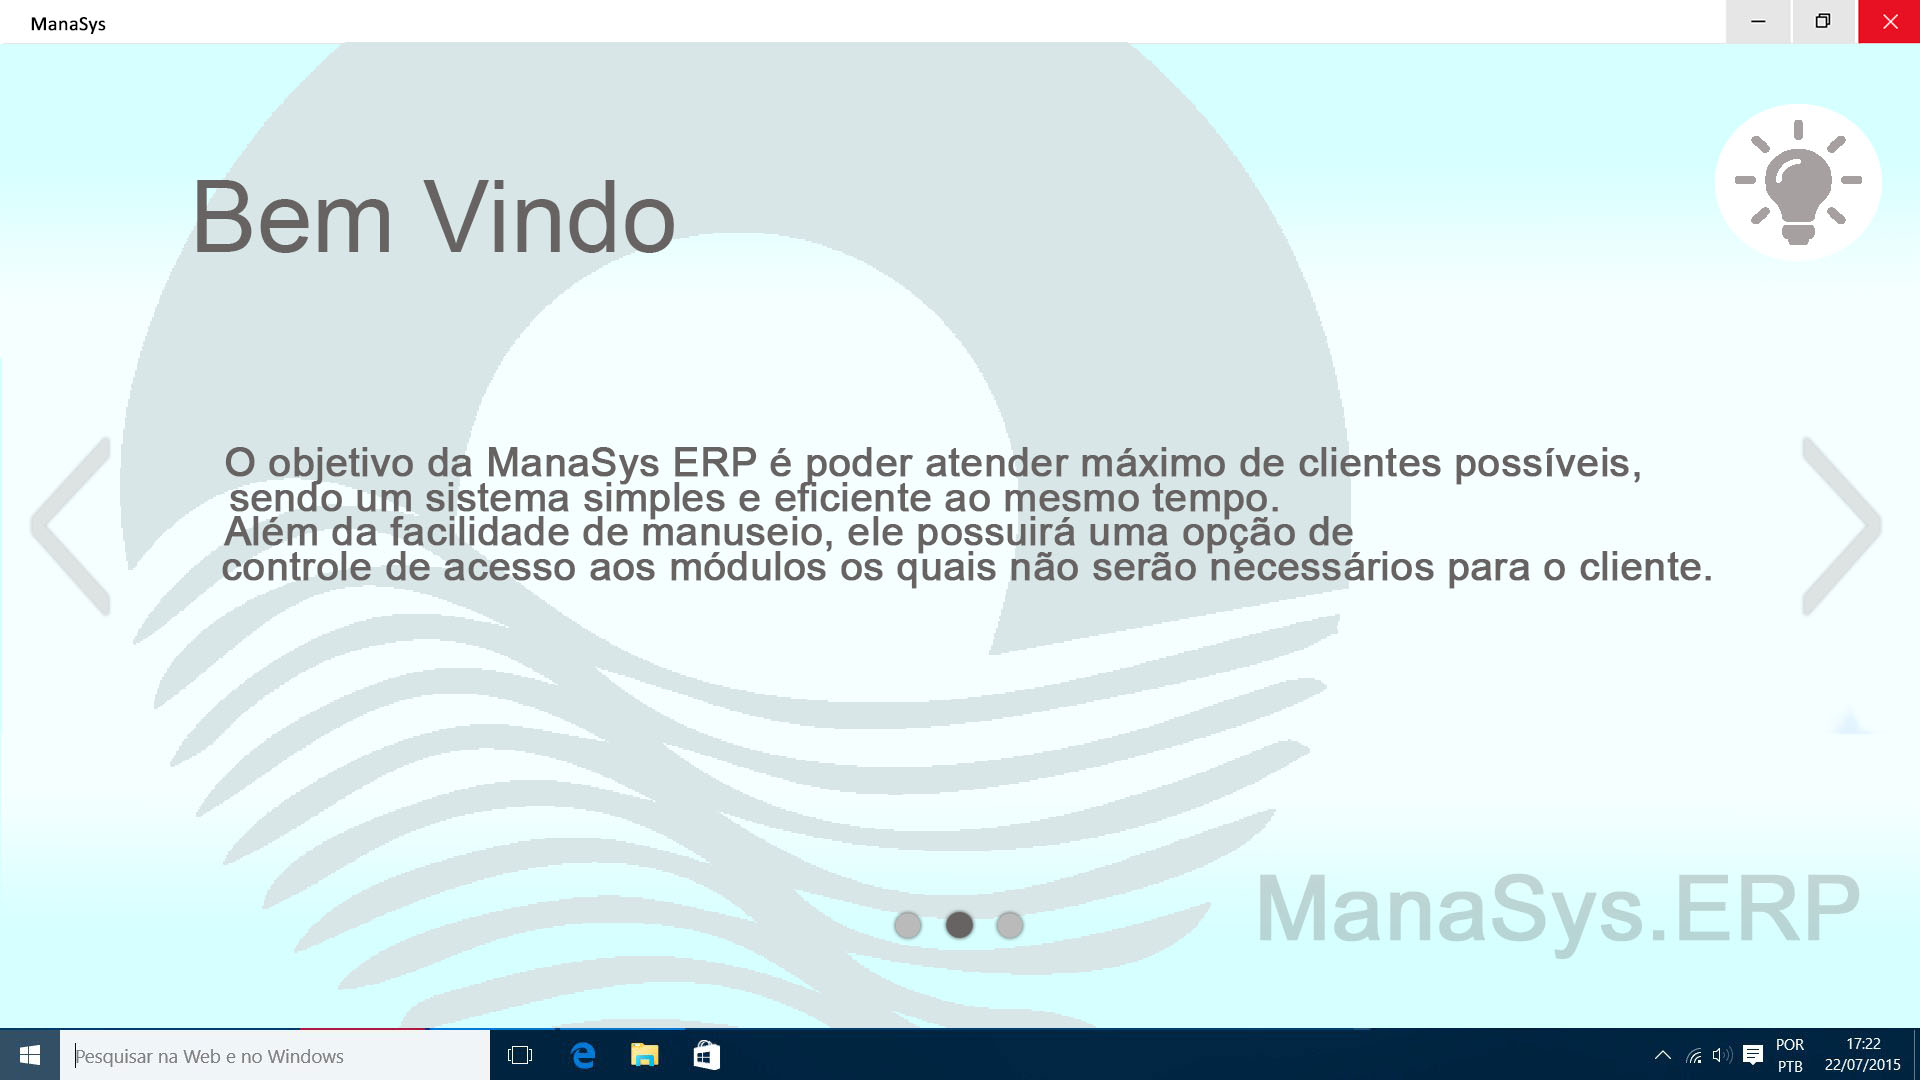 ManaSys
Bem Vindo
O objetivo da ManaSys ERP é poder atender máximo de clientes possíveis,
sendo um sistema simples e eficiente ao mesmo tempo.
Além da facilidade de manuseio, ele possuirá uma opção de
controle de acesso aos módulos os quais não serão necessários para o cliente.
ManaSys.ERP
Pesquisar na Web e no Windows
POR
PTB
17:22
22/07/2015